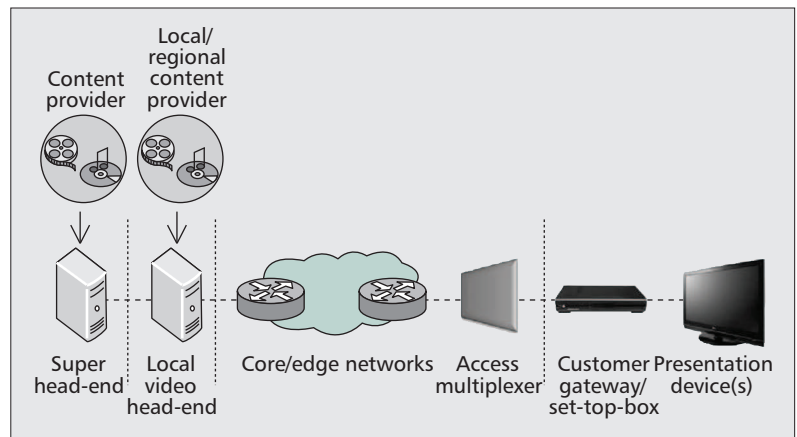 Content
provider
Local/
regional
content
provider
Super
head-end
Local
video
head-end
Core/edge networks
Access
multiplexer
Customer
gateway/
set-top-box
Presentation
device(s)